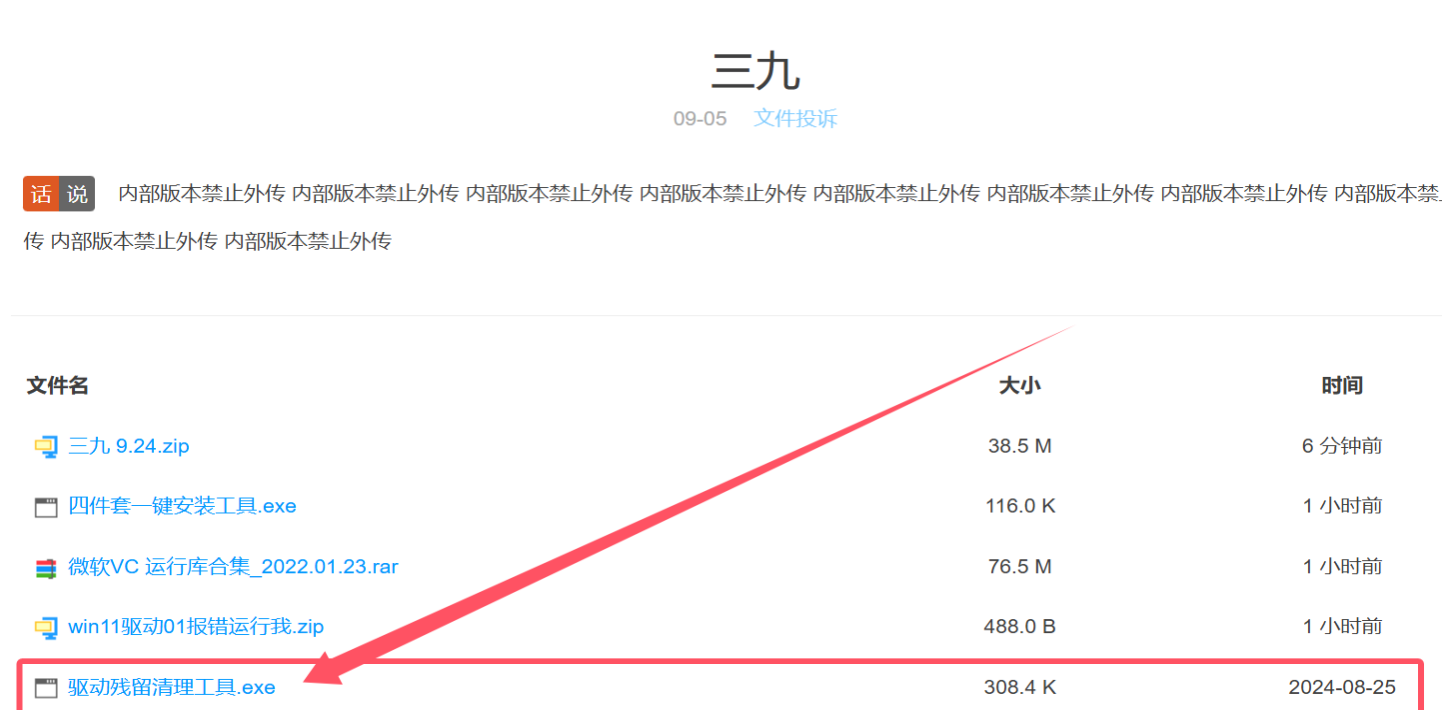 三九
09-05 文件投诉
话说 内部版本禁止外传 内部版本禁止外传 内部版本禁止外传 内部版本禁止外传 内部版本禁止外传 内部版本禁止外传 内部版本禁止外传 内部版本禁
传 内部版本禁止外传 内部版本禁止外传
文件名 大小 时间
三九 9.24.zip 38.5 M 6 分钟前
四件套一键安装工具.exe 116.0 K 1 小时前
微软VC 运行库合集_2022.01.23.rar 76.5 M 1 小时前
win11驱动01报错运行我.zip 488.0 B 1 小时前
驱动残留清理工具.exe 308.4 K 2024-08-25